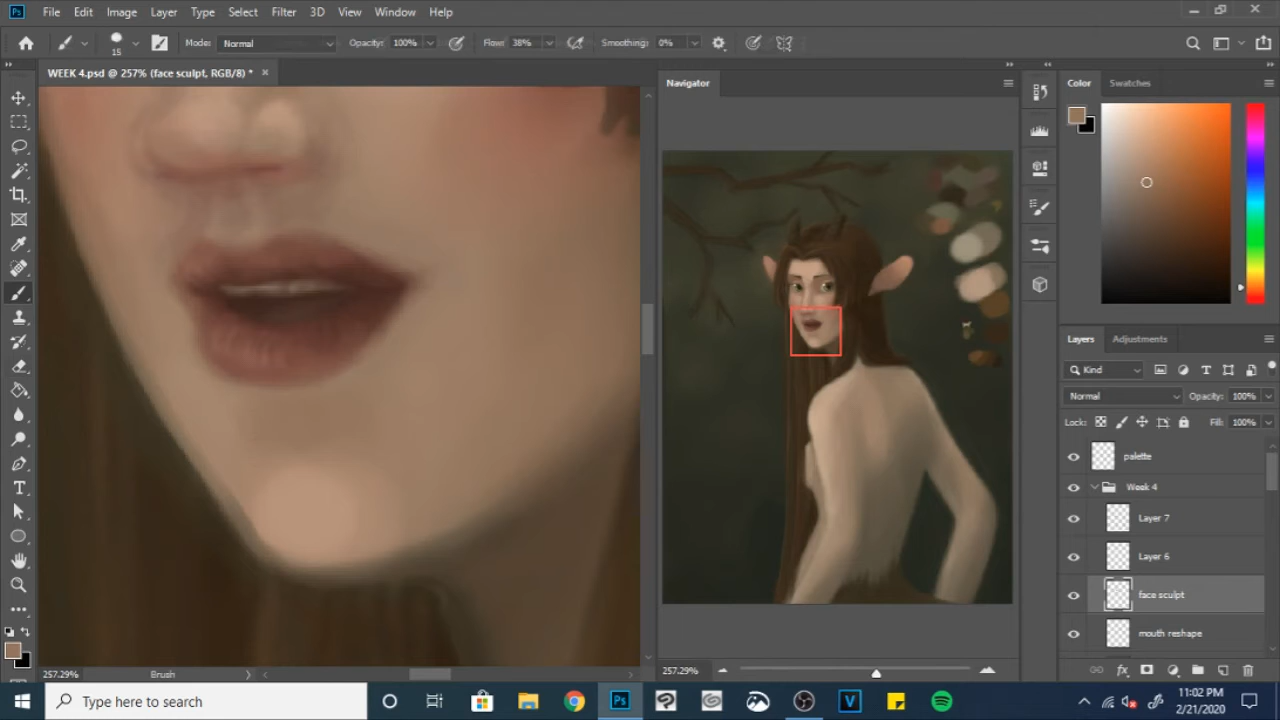 Ps File Edit Image Layer Type Select Filter 3D View Window Help
15 Mode: Normal Opacity: 100% Flow: 38% Smoothing: 0%
WEEK 4.psd @ 257% (face sculpt, RGB/8) * ×
Navigator
Color Swatches
Layers Adjustments
Kind
Normal Opacity: 100%
Lock: Fill: 100%
palette
Week 4
Layer 7
Layer 6
face sculpt
mouth reshape
257.29% Brush
257.29%
Type here to search
Ps
V
11:02 PM
2/21/2020